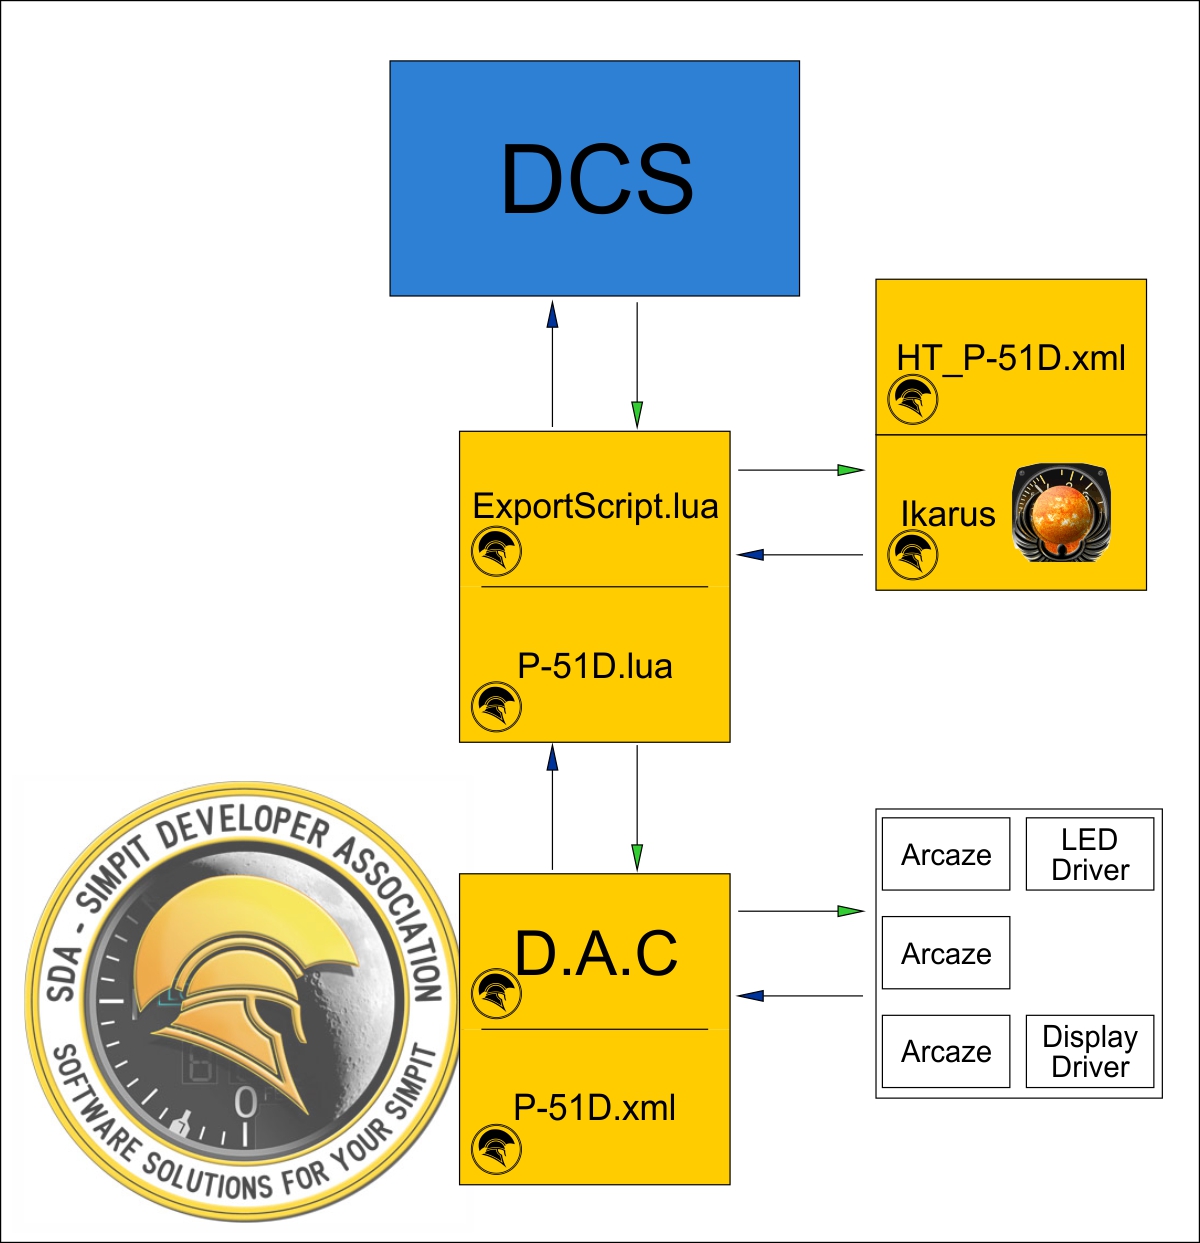 DCS
HT_P-51D.xml
ExportScript.lua
Ikarus
P-51D.lua
SDA - SIMPIT DEVELOPER ASSOCIATION
SOFTWARE SOLUTIONS FOR YOUR SIMPIT
0
D.A.C
P-51D.xml
Arcaze
LED
Driver
Arcaze
Arcaze
Display
Driver